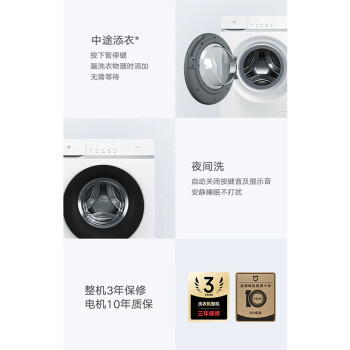 中途添衣*
按下暂停键
漏洗衣物随时添加
无需等待
夜间洗
自动关闭按键音及提示音
安静睡眠不打扰
整机3年保修
电机10年质保
3
YEARS
洗衣机整机
三年保修
10
YEAR